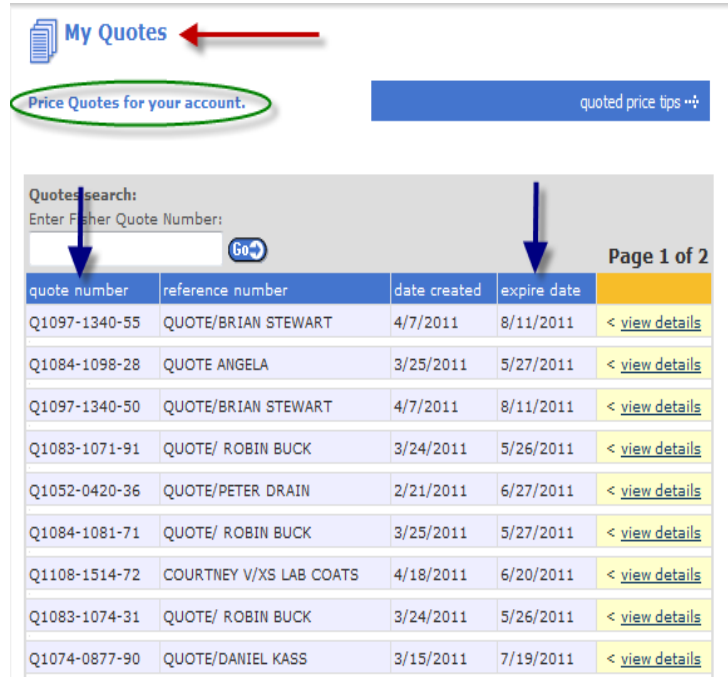 My Quotes
Price Quotes for your account.
quoted price tips
Quotes search:
Enter Fisher Quote Number:
Go
Page 1 of 2
quote number reference number date created expire date
Q1097-1340-55 QUOTE/BRIAN STEWART 4/7/2011 8/11/2011 < view details
Q1084-1098-28 QUOTE ANGELA 3/25/2011 5/27/2011 < view details
Q1097-1340-50 QUOTE/BRIAN STEWART 4/7/2011 8/11/2011 < view details
Q1083-1071-91 QUOTE/ ROBIN BUCK 3/24/2011 5/26/2011 < view details
Q1052-0420-36 QUOTE/PETER DRAIN 2/21/2011 6/27/2011 < view details
Q1084-1081-71 QUOTE/ ROBIN BUCK 3/25/2011 5/27/2011 < view details
Q1108-1514-72 COURTNEY V/XS LAB COATS 4/18/2011 6/20/2011 < view details
Q1083-1074-31 QUOTE/ ROBIN BUCK 3/24/2011 5/26/2011 < view details
Q1074-0877-90 QUOTE/DANIEL KASS 3/15/2011 7/19/2011 < view details